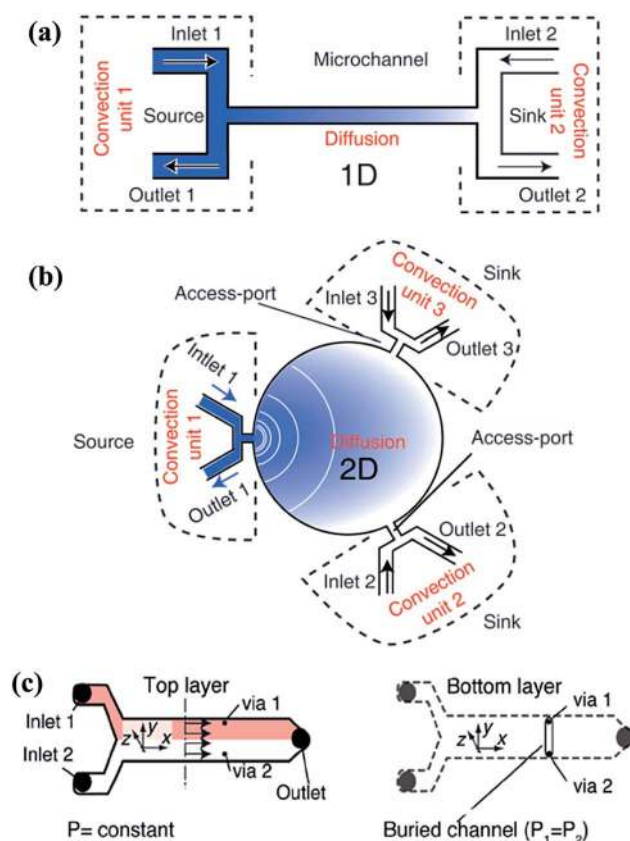 (a)
Inlet 1
Inlet 2
Microchannel
Convection
unit 1
Source
Sink
Convection
unit 2
Diffusion
1D
Outlet 1
Outlet 2
(b)
Access-port
Inlet 3
Convection
unit 3
Sink
Outlet 3
Intlet 1
Source
Convection
unit 1
Outlet 1
Diffusion
2D
Access-port
Inlet 2
Outlet 2
Convection
unit 2
Sink
(c)
Top layer
Inlet 1
Inlet 2
z
y
x
via 1
via 2
Outlet
P= constant
Bottom layer
z
y
x
via 1
via 2
Buried channel (P₁=P₂)